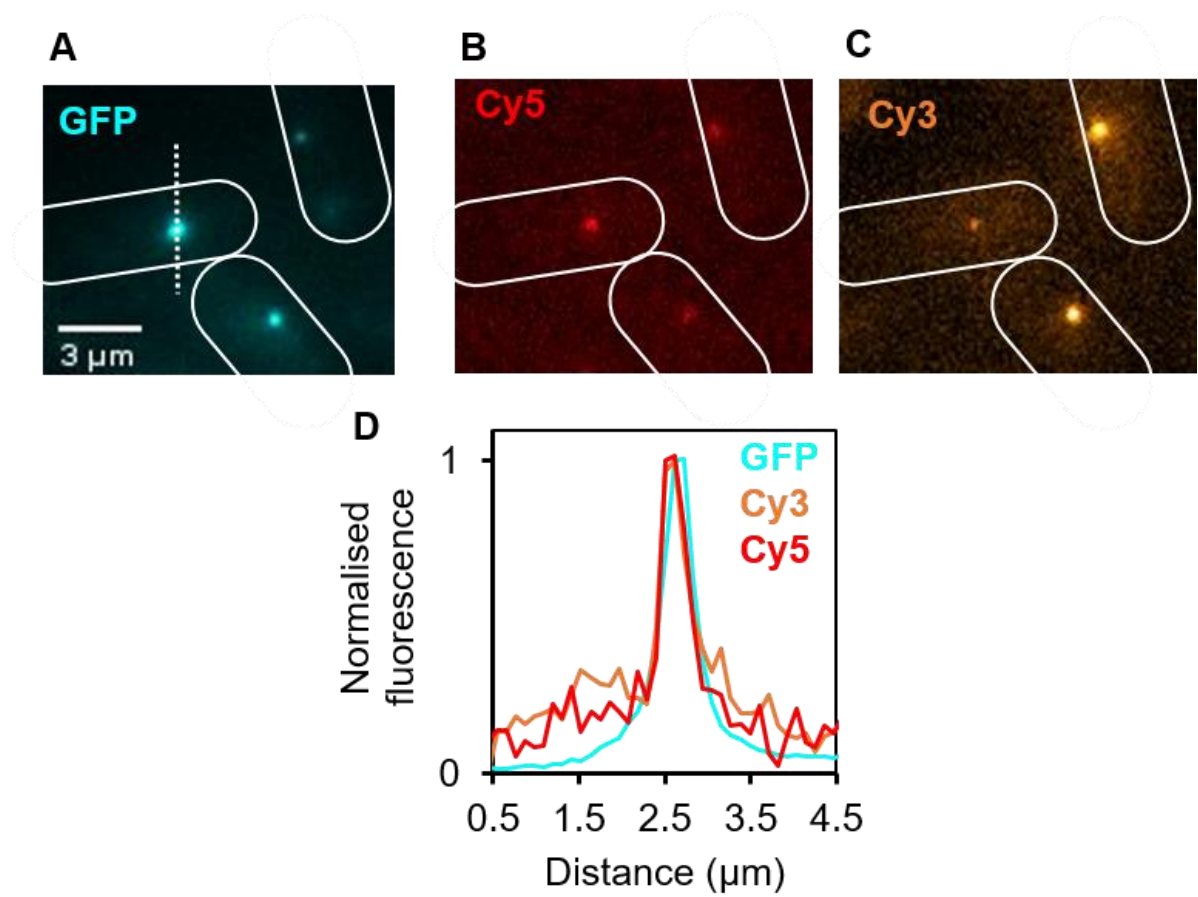 A
B
C
GFP
Cy5
Cy3
3 µm
D
1
GFP
Cy3
Cy5
Normalised
fluorescence
0
0.5 1.5 2.5 3.5 4.5
Distance (µm)